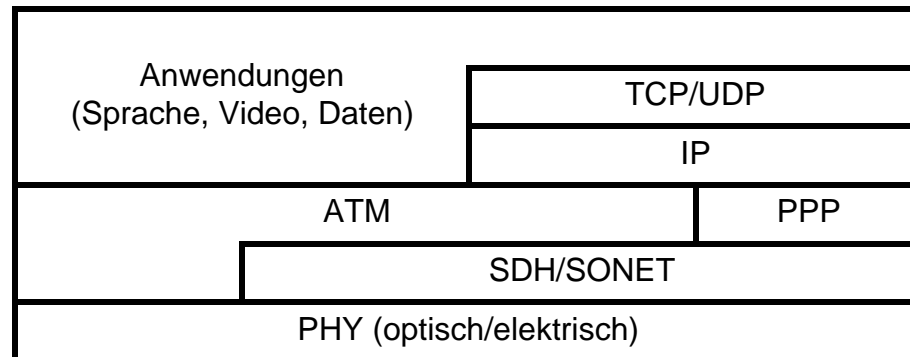 Anwendungen
(Sprache, Video, Daten)
TCP/UDP
IP
ATM
PPP
SDH/SONET
PHY (optisch/elektrisch)